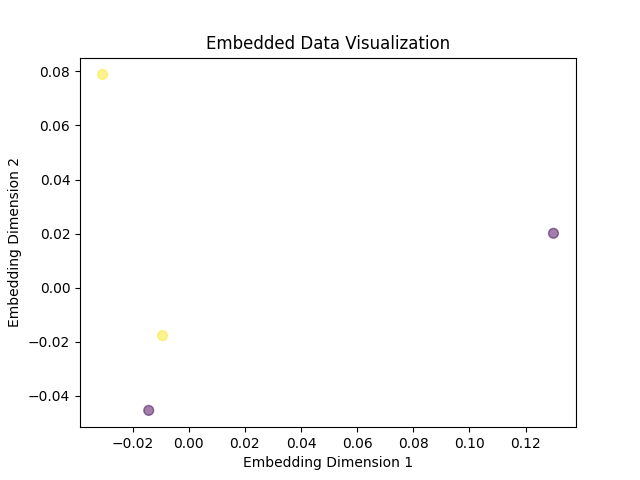 Embedded Data Visualization
0.08
0.06
0.04
0.02
0.00
−0.02
−0.04
Embedding Dimension 2
−0.02 0.00 0.02 0.04 0.06 0.08 0.10 0.12
Embedding Dimension 1